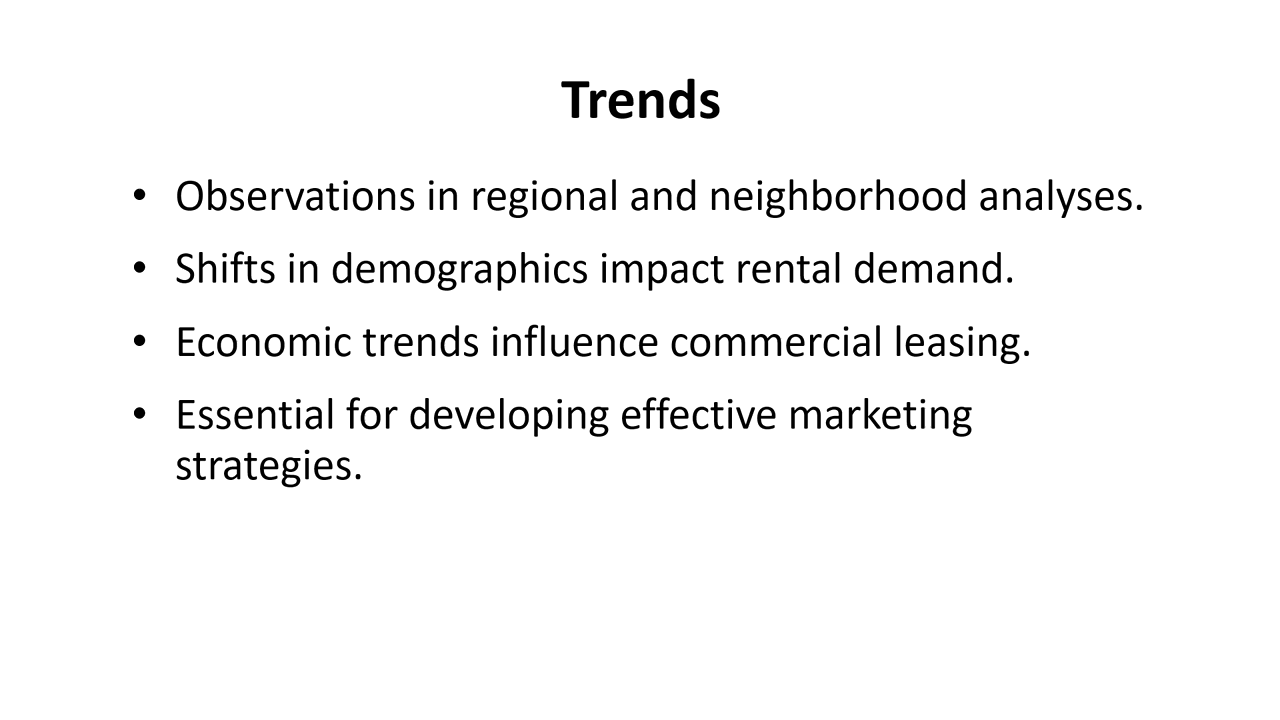 Trends
• Observations in regional and neighborhood analyses.
• Shifts in demographics impact rental demand.
• Economic trends influence commercial leasing.
• Essential for developing effective marketing
strategies.